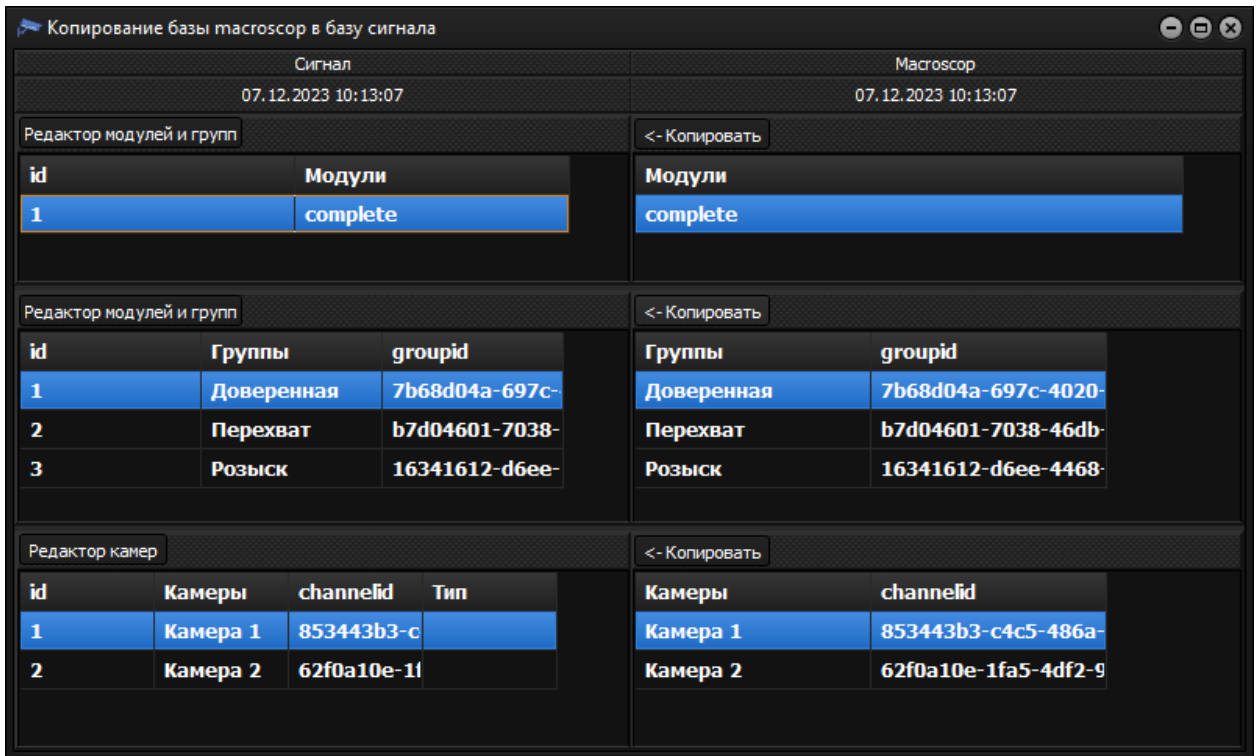 Копирование базы macroscop в базу сигнала
Сигнал Macroscop
07.12.2023 10:13:07 07.12.2023 10:13:07
Редактор модулей и групп <-Копировать
id Модули Модули
1 complete complete
Редактор модулей и групп <-Копировать
id Группы groupid Группы groupid
1 Доверенная 7b68d04a-697c- Доверенная 7b68d04a-697c-4020-
2 Перехват b7d04601-7038- Перехват b7d04601-7038-46db-
3 Розыск 16341612-d6ee- Розыск 16341612-d6ee-4468-
Редактор камер <-Копировать
id Камеры channelid Тип Камеры channelid
1 Камера 1 853443b3-c Камера 1 853443b3-c4c5-486a-
2 Камера 2 62f0a10e-1f Камера 2 62f0a10e-1fa5-4df2-9